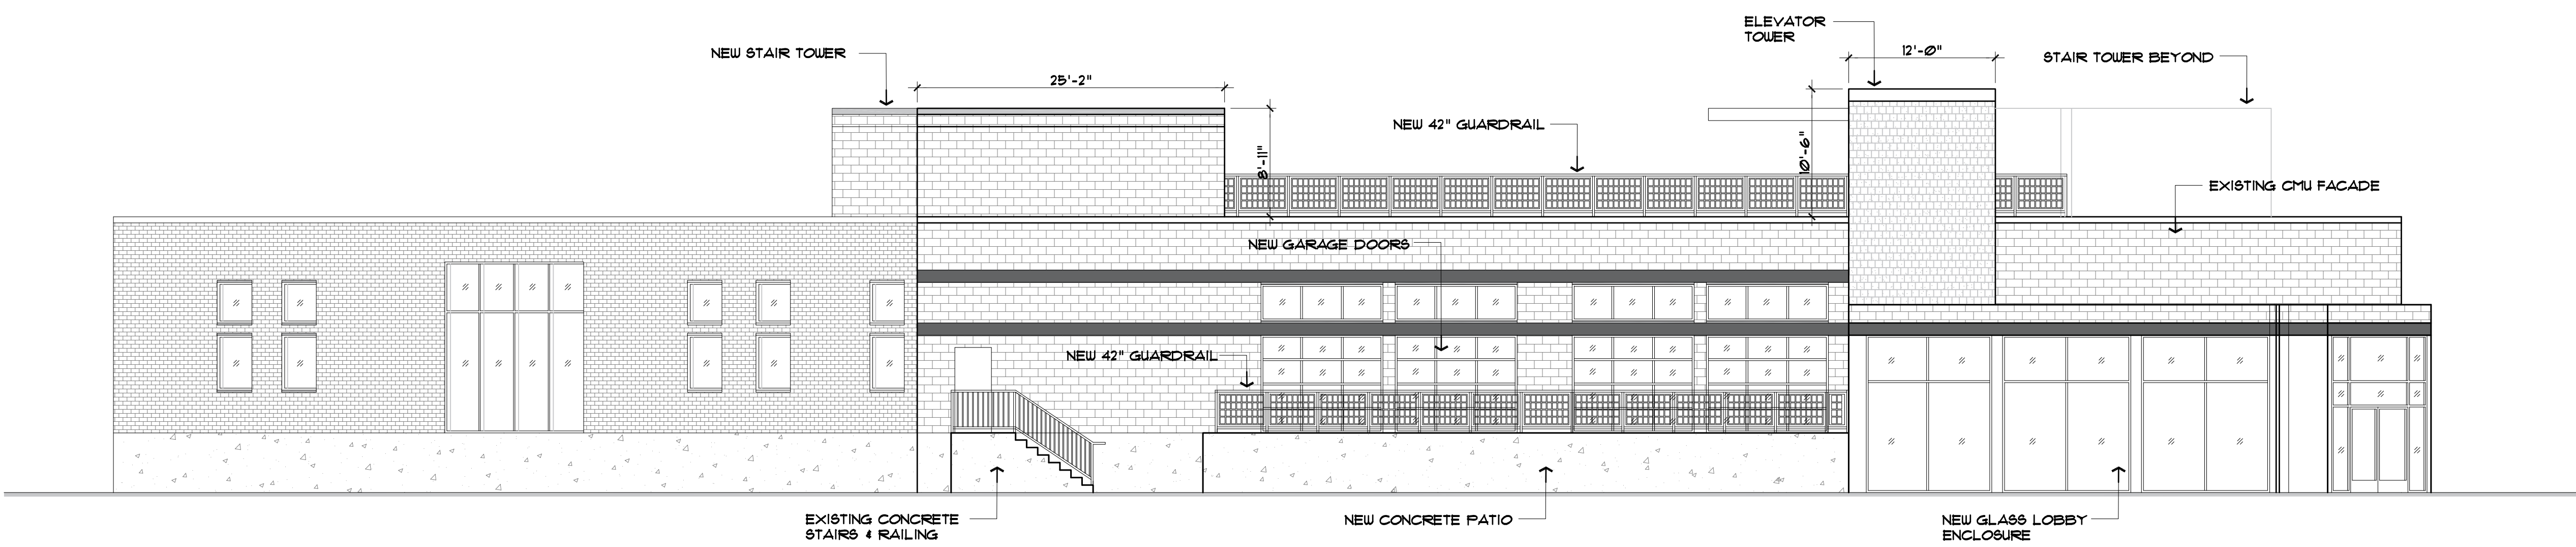 ELEVATOR
TOWER
NEW STAIR TOWER
12'-0"
STAIR TOWER BEYOND
25'-2"
NEW 42" GUARDRAIL
8'-11"
10'-6"
EXISTING CMU FACADE
NEW GARAGE DOORS
NEW 42" GUARDRAIL
EXISTING CONCRETE
STAIRS & RAILING
NEW CONCRETE PATIO
NEW GLASS LOBBY
ENCLOSURE